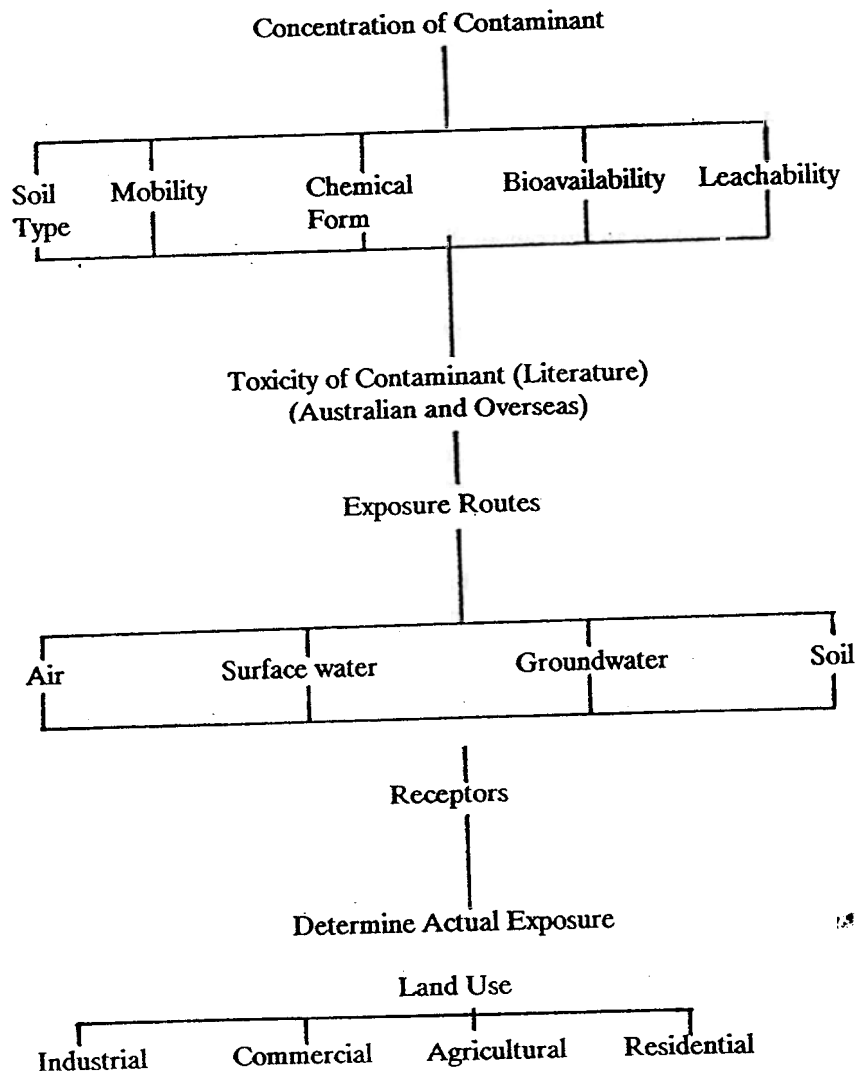 Concentration of Contaminant
Soil Type
Mobility
Chemical Form
Bioavailability
Leachability
Toxicity of Contaminant (Literature)
(Australian and Overseas)
Exposure Routes
Air
Surface water
Groundwater
Soil
Receptors
Determine Actual Exposure
Land Use
Industrial
Commercial
Agricultural
Residential